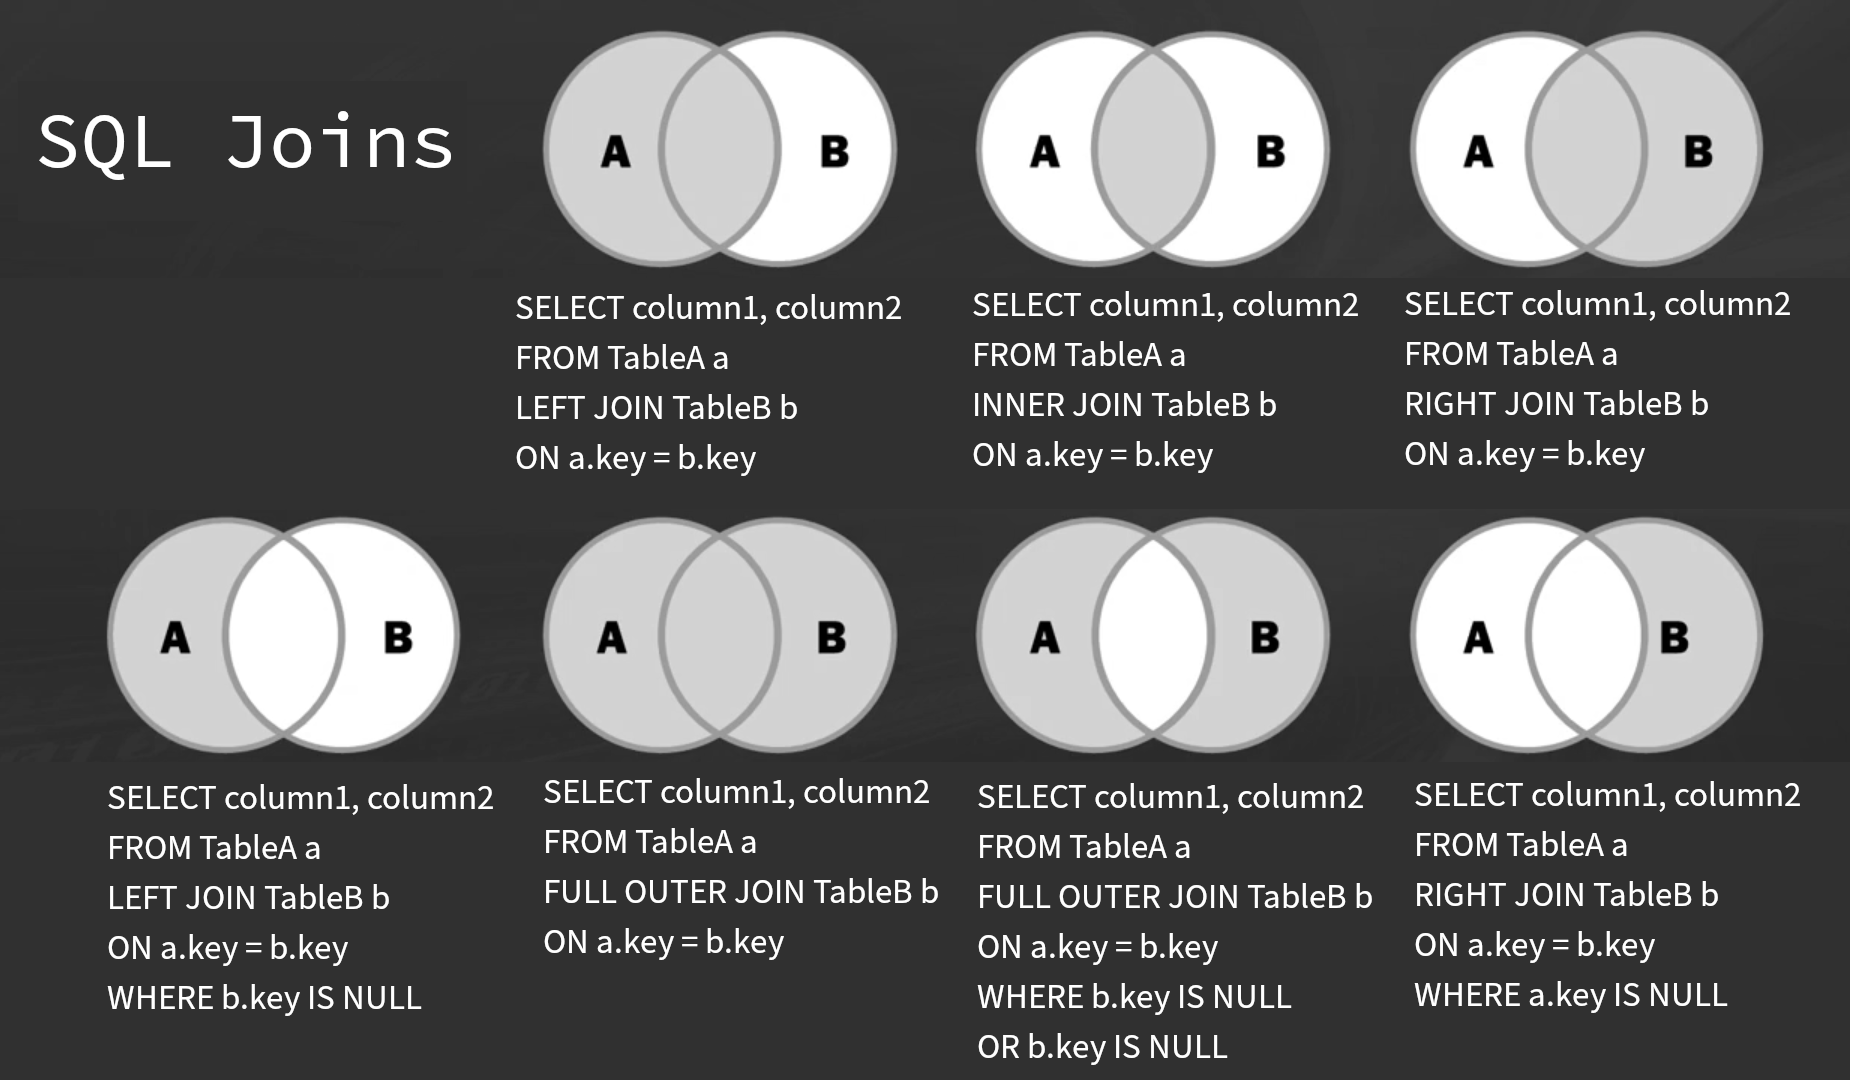 SQL Joins
A B
SELECT column1, column2
FROM TableA a
LEFT JOIN TableB b
ON a.key = b.key
A B
SELECT column1, column2
FROM TableA a
INNER JOIN TableB b
ON a.key = b.key
A B
SELECT column1, column2
FROM TableA a
RIGHT JOIN TableB b
ON a.key = b.key
A B
SELECT column1, column2
FROM TableA a
LEFT JOIN TableB b
ON a.key = b.key
WHERE b.key IS NULL
A B
SELECT column1, column2
FROM TableA a
FULL OUTER JOIN TableB b
ON a.key = b.key
A B
SELECT column1, column2
FROM TableA a
FULL OUTER JOIN TableB b
ON a.key = b.key
WHERE b.key IS NULL
OR b.key IS NULL
A B
SELECT column1, column2
FROM TableA a
RIGHT JOIN TableB b
ON a.key = b.key
WHERE a.key IS NULL